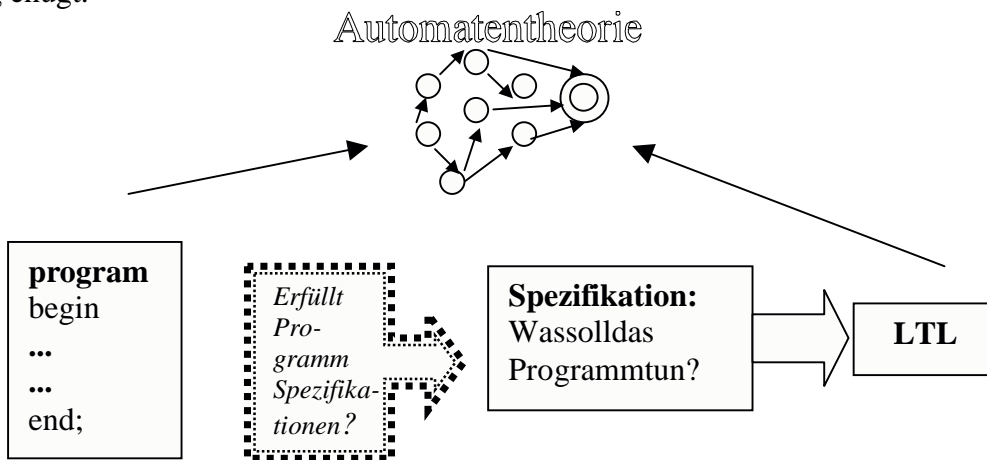 Automatentheorie
program
begin
...
...
end;
Erfüllt
Pro-
gramm
Spezifika-
tionen?
Spezifikation:
Wassolldas
Programmtun?
LTL